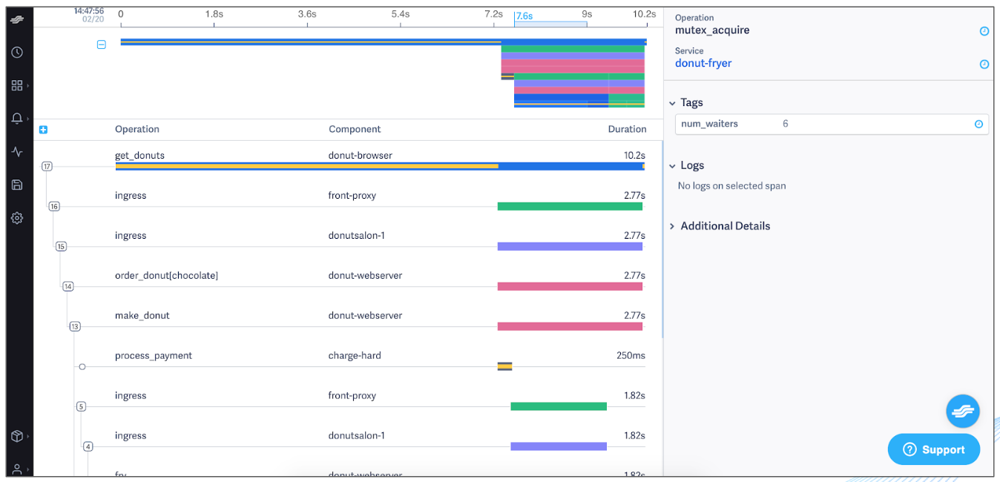 14:47:56 0 1.8s 3.6s 5.4s 7.2s 7.6s 9s 10.2s
02/20
Operation Component Duration
get_donuts donut-browser 10.2s
17
ingress front-proxy 2.77s
16
ingress donutsalon-1 2.77s
15
order_donut[chocolate] donut-webserver 2.77s
14
make_donut donut-webserver 2.77s
13
process_payment charge-hard 250ms
ingress front-proxy 1.82s
5
ingress donutsalon-1 1.82s
4
fry donut-webserver 1.82s
Operation
mutex_acquire
Service
donut-fryer
Tags
num_waiters 6
Logs
No logs on selected span
Additional Details
? Support